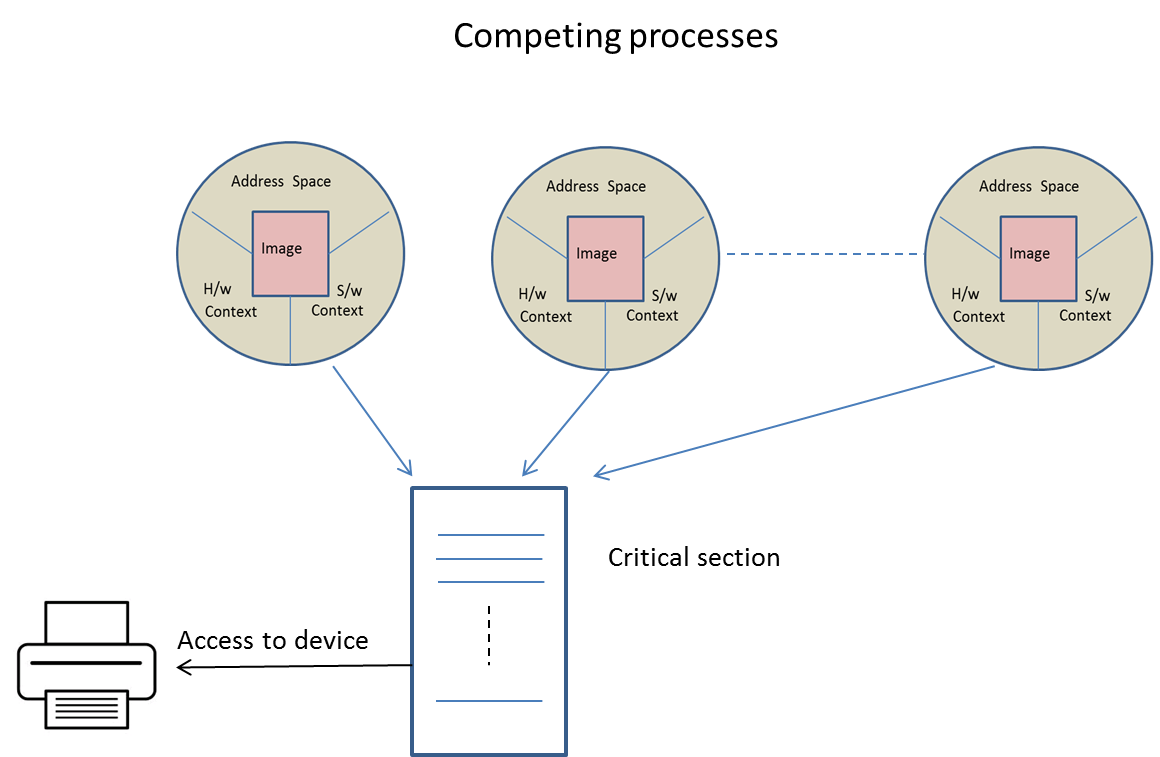 Competing processes
Address Space
Image
H/w
Context
S/w
Context
Address Space
Image
H/w
Context
S/w
Context
Address Space
Image
H/w
Context
S/w
Context
Critical section
Access to device